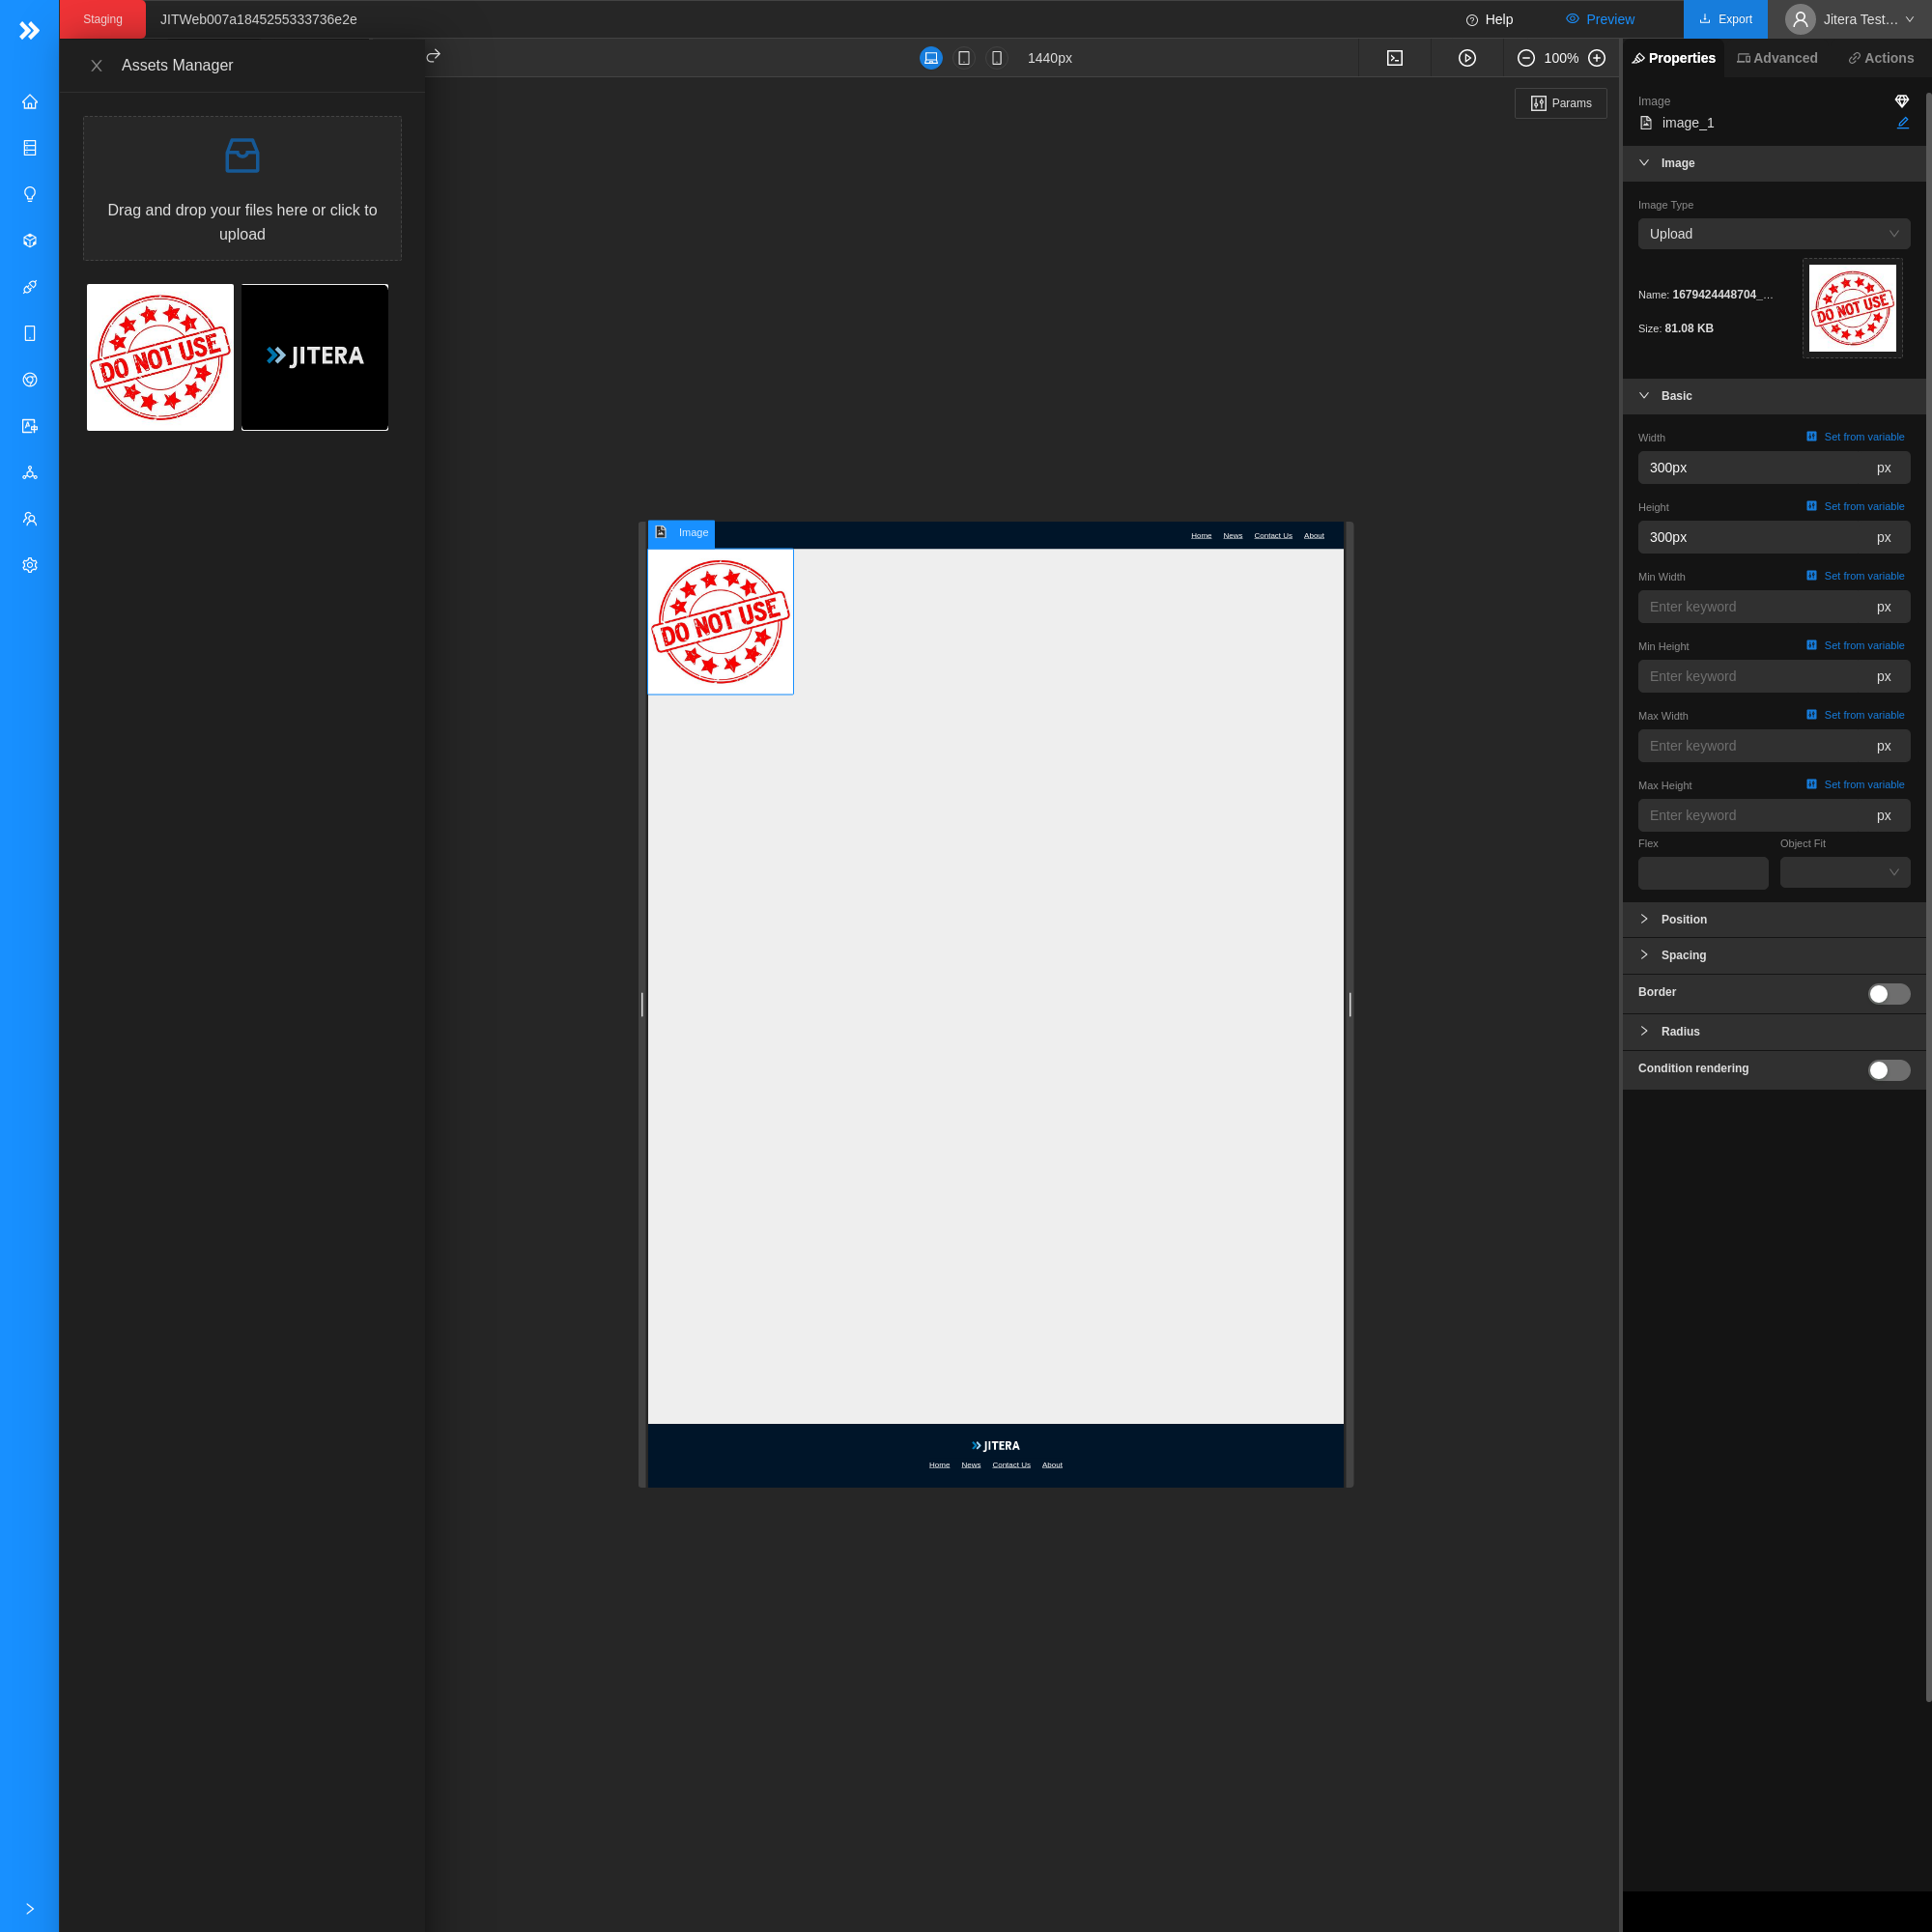 Staging
JITWeb007a1845255333736e2e
Help
Preview
Export
Jitera Test...
Assets Manager
1440px
100%
Properties
Advanced
Actions
Drag and drop your files here or click to
upload
DO NOT USE
JITERA
Params
Image
image_1
Image
Image Type
Upload
Name: 1679424448704_...
Size: 81.08 KB
DO NOT USE
Basic
Width
Set from variable
300px
px
Height
Set from variable
300px
px
Min Width
Set from variable
Enter keyword
px
Min Height
Set from variable
Enter keyword
px
Max Width
Set from variable
Enter keyword
px
Max Height
Set from variable
Enter keyword
px
Flex
Object Fit
Position
Spacing
Border
Radius
Condition rendering
Image
Home News Contact Us About
DO NOT USE
JITERA
Home News Contact Us About